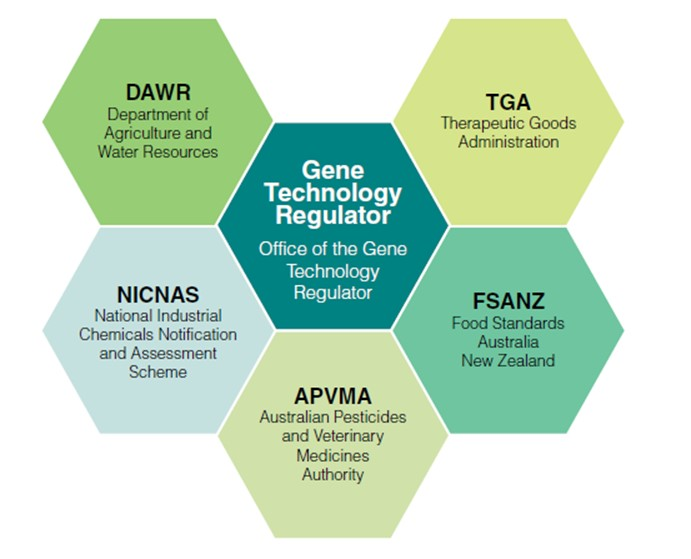 DAWR
Department of
Agriculture and
Water Resources
TGA
Therapeutic Goods
Administration
Gene
Technology
Regulator
Office of the Gene
Technology
Regulator
NICNAS
National Industrial
Chemicals Notification
and Assessment
Scheme
FSANZ
Food Standards
Australia
New Zealand
APVMA
Australian Pesticides
and Veterinary
Medicines
Authority